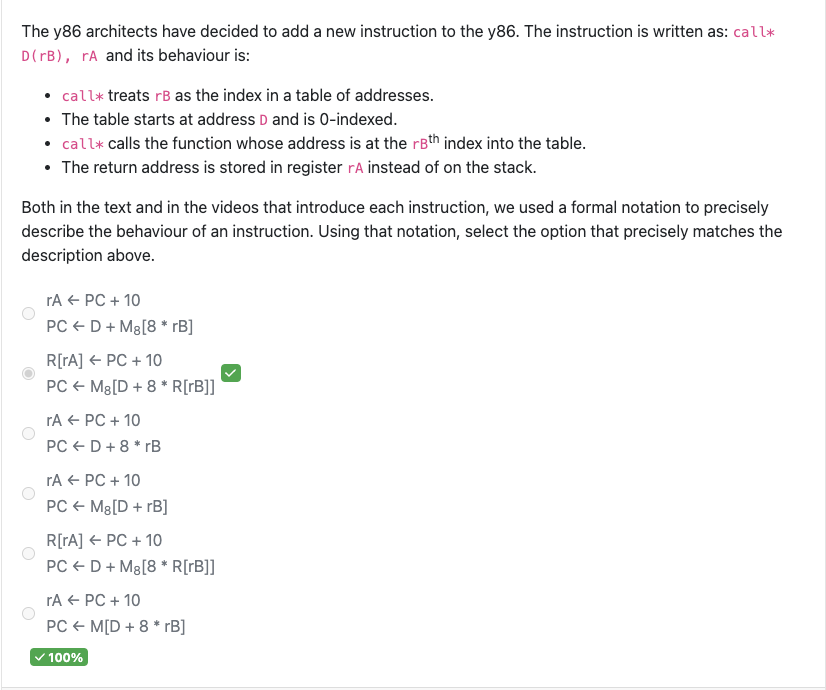 The y86 architects have decided to add a new instruction to the y86. The instruction is written as: call*
D(rB), rA and its behaviour is:
• call* treats rB as the index in a table of addresses.
• The table starts at address D and is 0-indexed.
• call* calls the function whose address is at the rBth index into the table.
• The return address is stored in register rA instead of on the stack.
Both in the text and in the videos that introduce each instruction, we used a formal notation to precisely
describe the behaviour of an instruction. Using that notation, select the option that precisely matches the
description above.
rA ← PC + 10
PC ← D + M₈[8 * rB]
R[rA] ← PC + 10
PC ← M₈[D + 8 * R[rB]]
rA ← PC + 10
PC ← D + 8 * rB
rA ← PC + 10
PC ← M₈[D + rB]
R[rA] ← PC + 10
PC ← D + M₈[8 * R[rB]]
rA ← PC + 10
PC ← M[D + 8 * rB]
✓ 100%